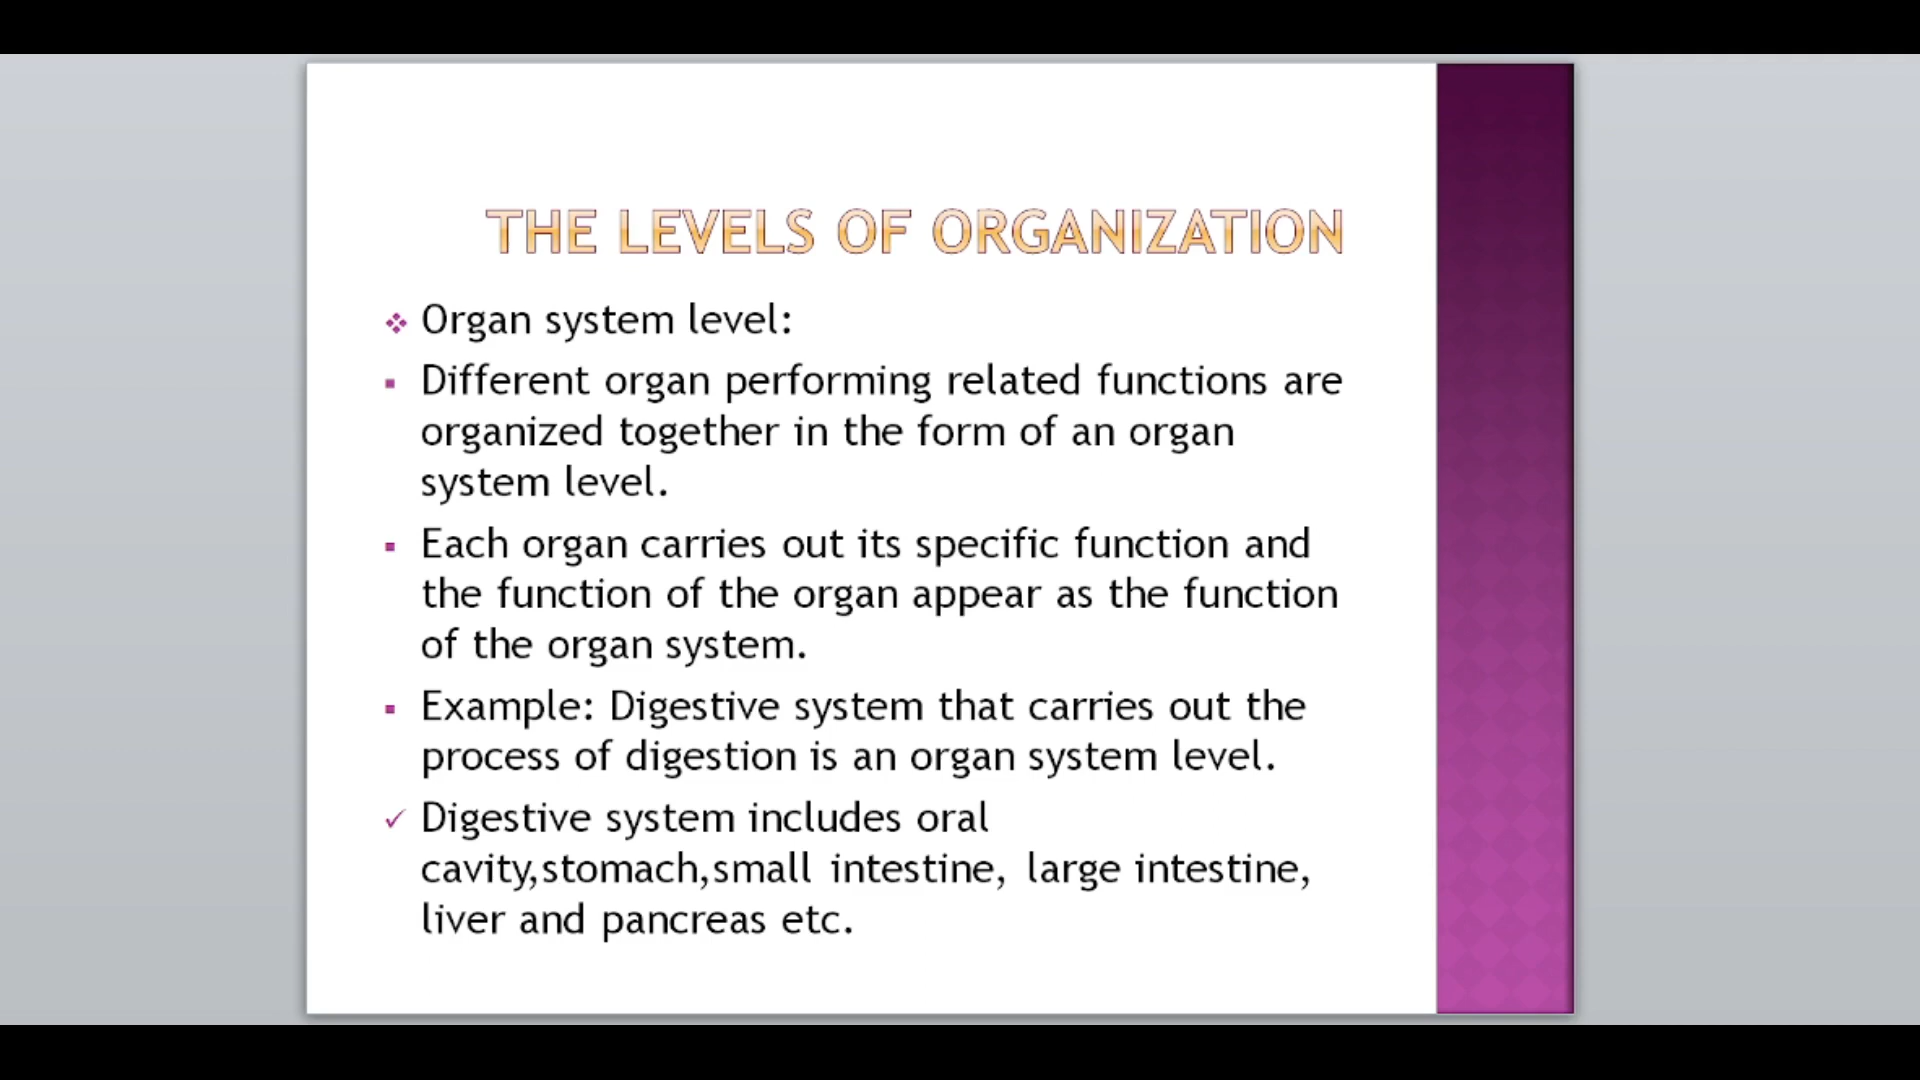 THE LEVELS OF ORGANIZATION
Organ system level:
Different organ performing related functions are
organized together in the form of an organ
system level.
Each organ carries out its specific function and
the function of the organ appear as the function
of the organ system.
Example: Digestive system that carries out the
process of digestion is an organ system level.
Digestive system includes oral
cavity,stomach,small intestine, large intestine,
liver and pancreas etc.